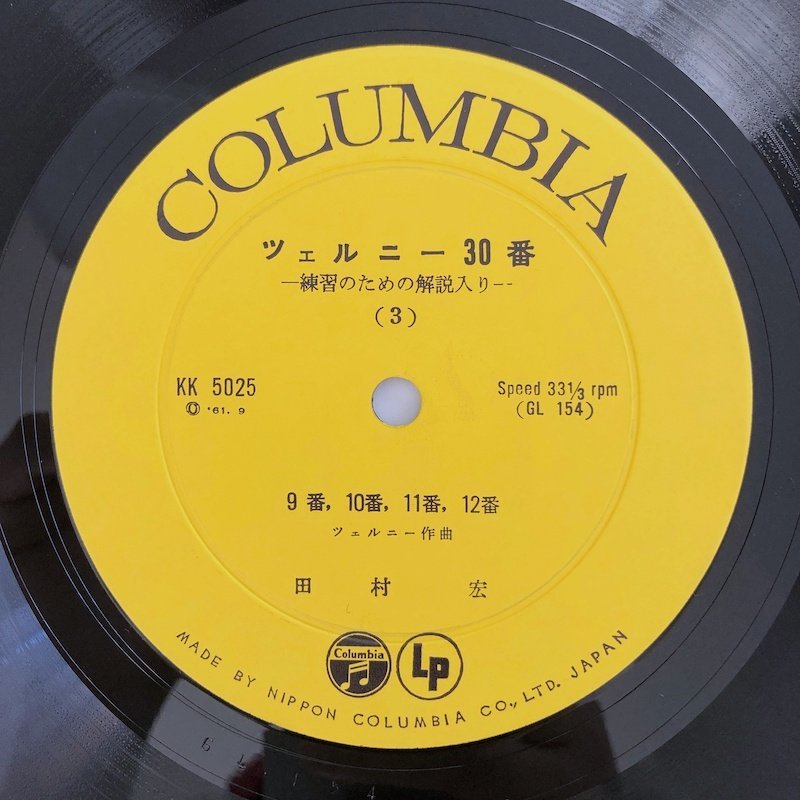 COLUMBIA
ツェルニー 30 番
—練習のための解説入り--
(3)
KK 5025
Ⓒ '61. 9
Speed 33 1/3 rpm
(GL 154)
9 番, 10番, 11番, 12番
ツェルニー作曲
田 村 宏
Columbia
LP
MADE BY NIPPON COLUMBIA CO., LTD. JAPAN